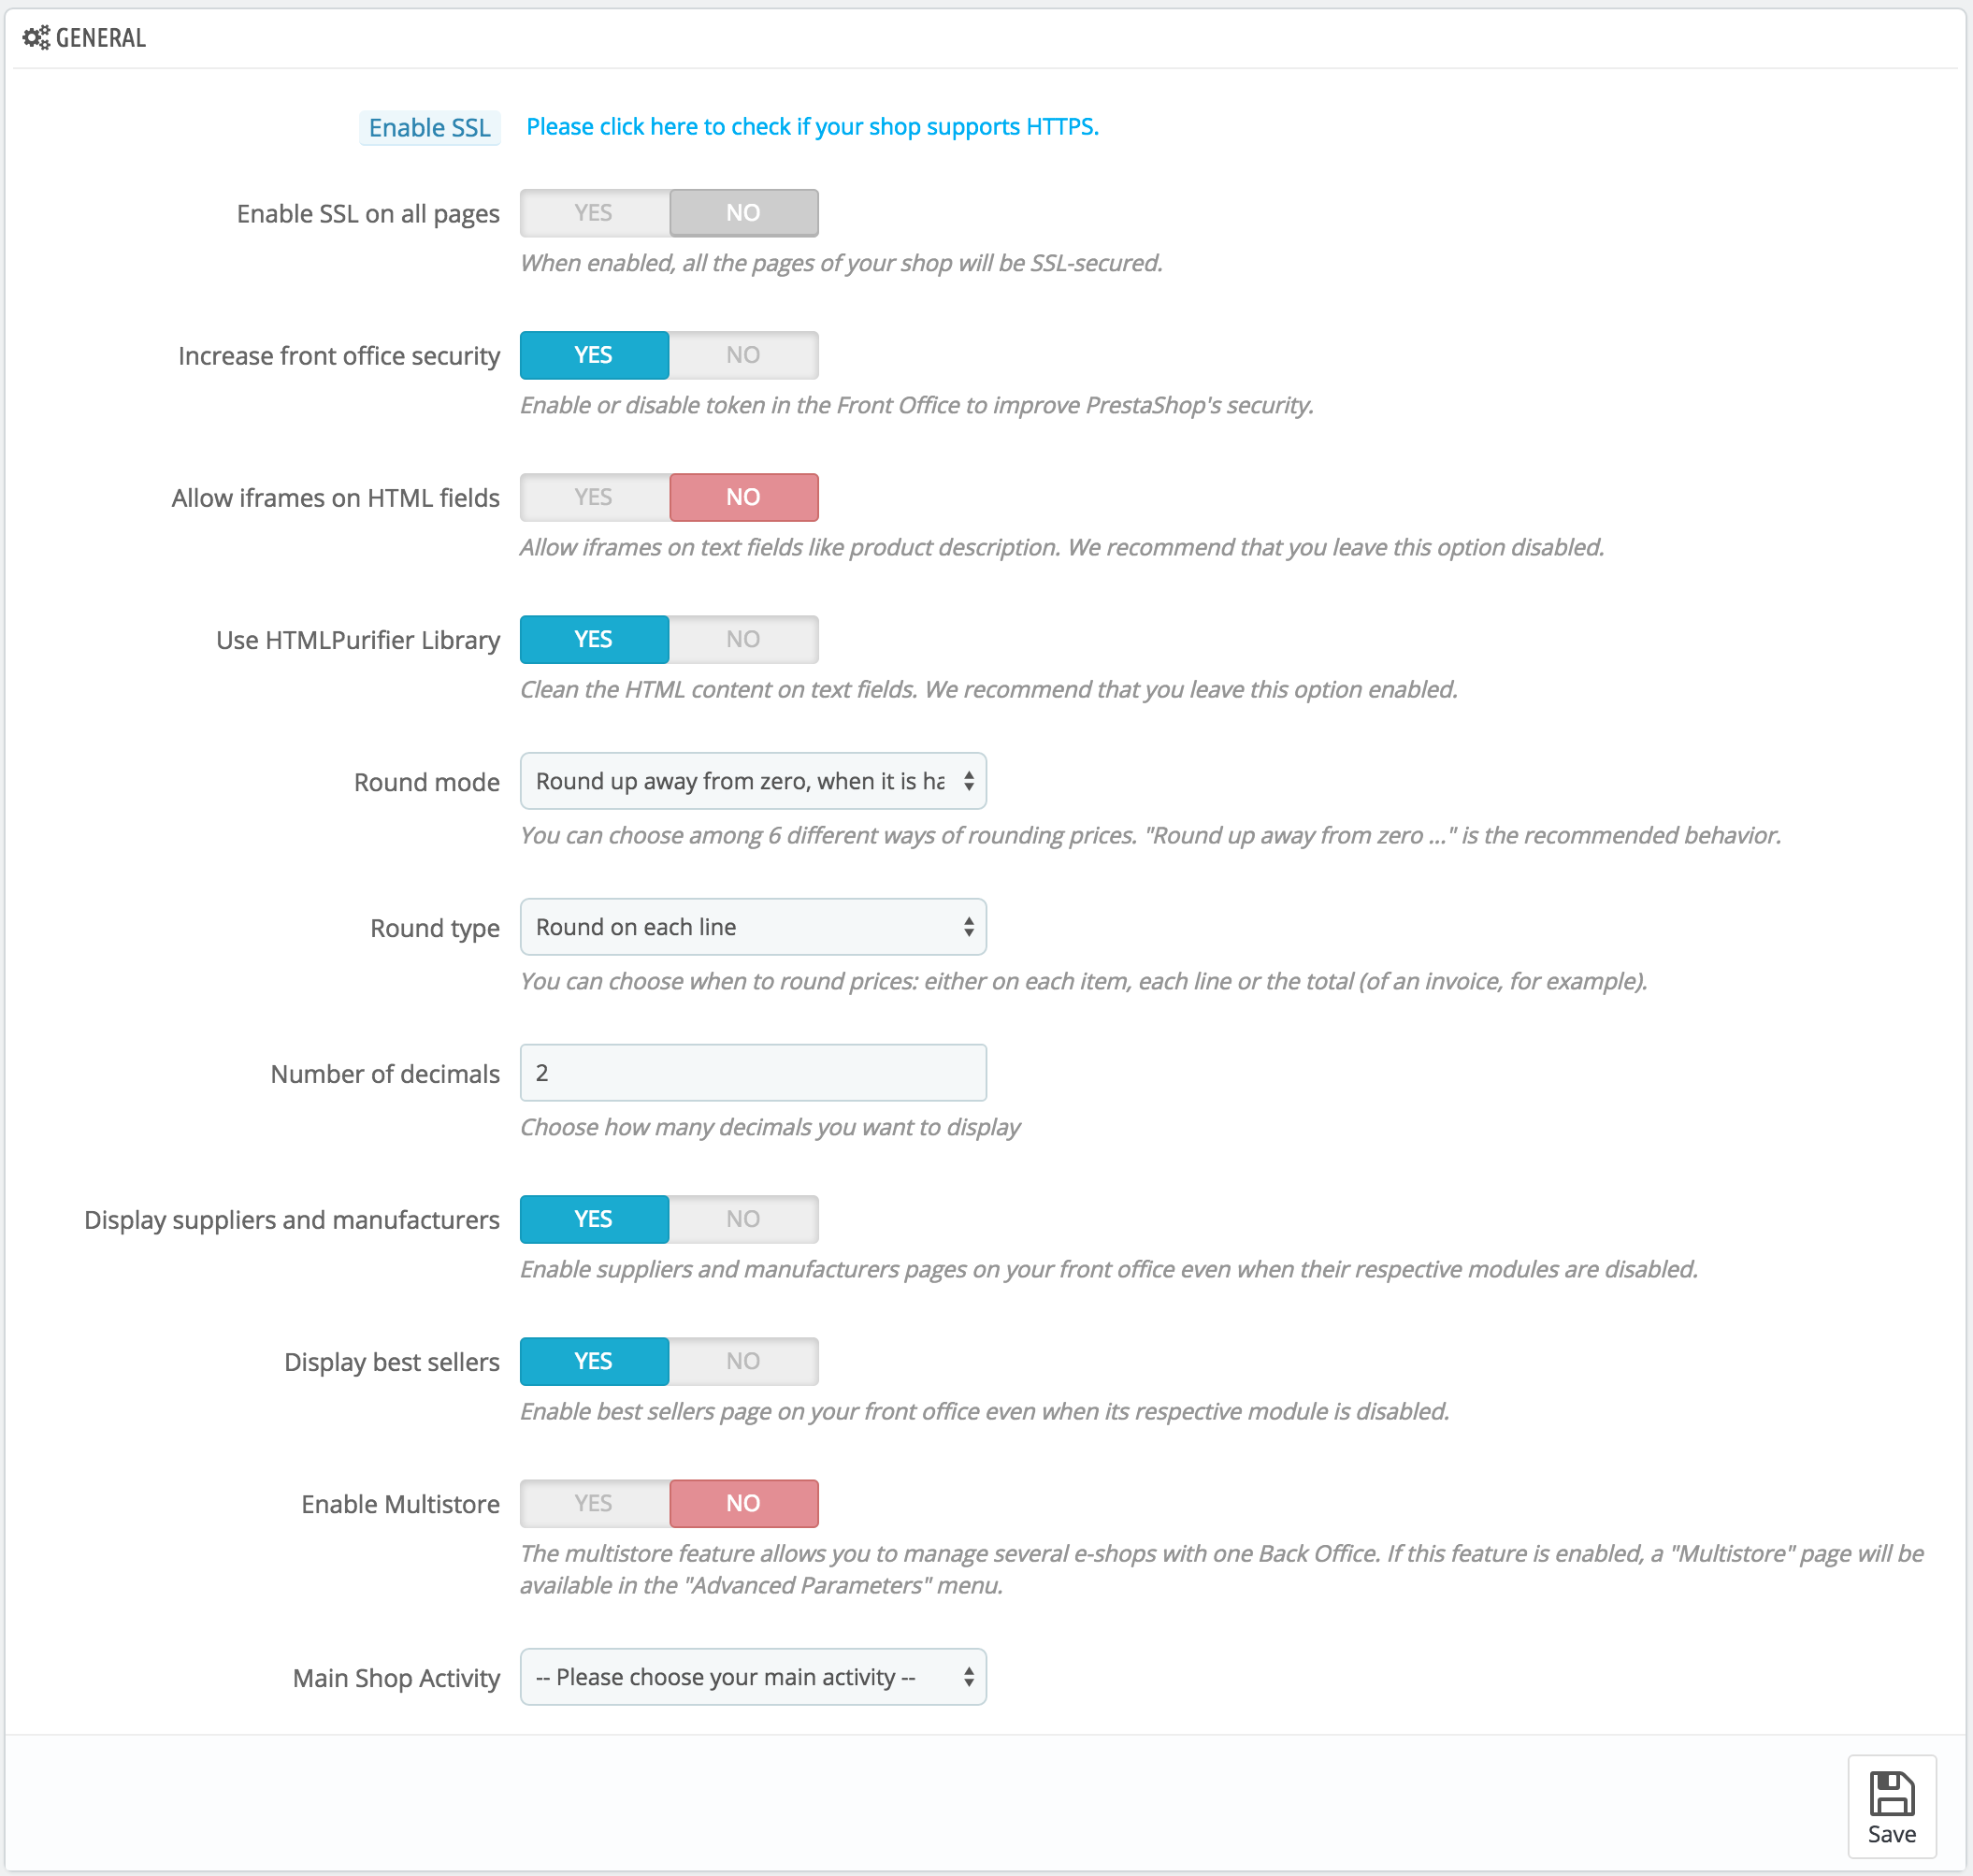 GENERAL
Enable SSL Please click here to check if your shop supports HTTPS.
Enable SSL on all pages YES NO
When enabled, all the pages of your shop will be SSL-secured.
Increase front office security YES NO
Enable or disable token in the Front Office to improve PrestaShop's security.
Allow iframes on HTML fields YES NO
Allow iframes on text fields like product description. We recommend that you leave this option disabled.
Use HTMLPurifier Library YES NO
Clean the HTML content on text fields. We recommend that you leave this option enabled.
Round mode Round up away from zero, when it is ha
You can choose among 6 different ways of rounding prices. "Round up away from zero ..." is the recommended behavior.
Round type Round on each line
You can choose when to round prices: either on each item, each line or the total (of an invoice, for example).
Number of decimals 2
Choose how many decimals you want to display
Display suppliers and manufacturers YES NO
Enable suppliers and manufacturers pages on your front office even when their respective modules are disabled.
Display best sellers YES NO
Enable best sellers page on your front office even when its respective module is disabled.
Enable Multistore YES NO
The multistore feature allows you to manage several e-shops with one Back Office. If this feature is enabled, a "Multistore" page will be
available in the "Advanced Parameters" menu.
Main Shop Activity -- Please choose your main activity --
Save